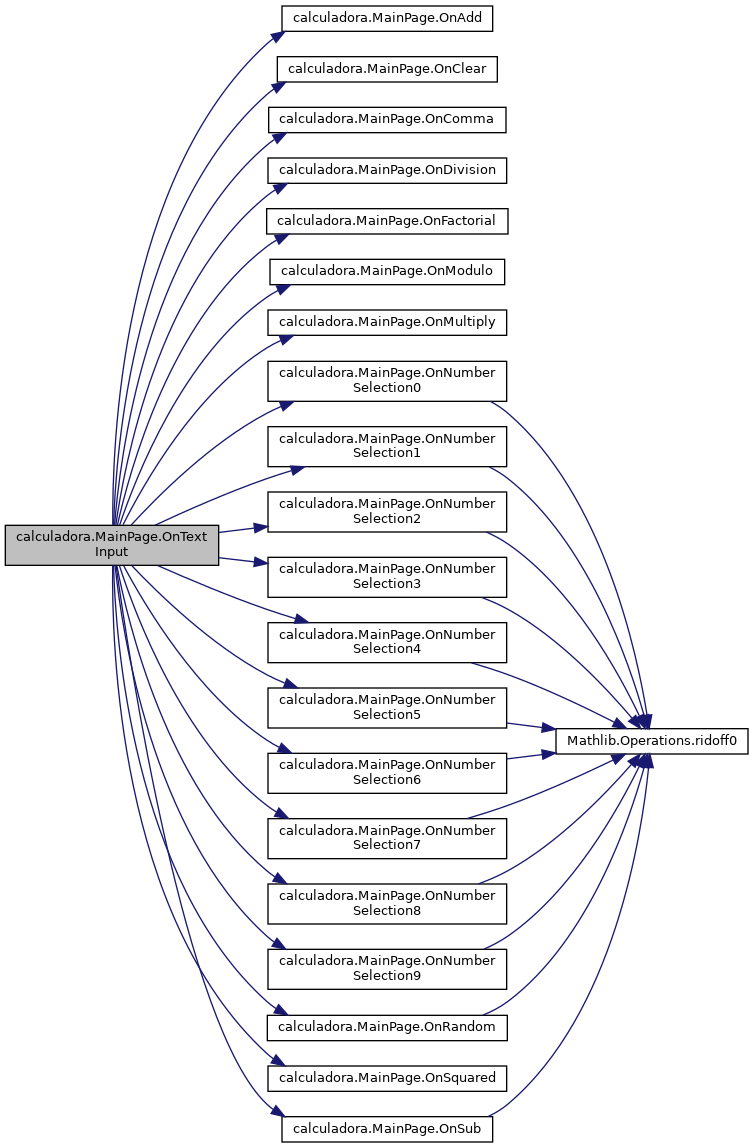 calculadora.MainPage.OnAdd
calculadora.MainPage.OnClear
calculadora.MainPage.OnComma
calculadora.MainPage.OnDivision
calculadora.MainPage.OnFactorial
calculadora.MainPage.OnModulo
calculadora.MainPage.OnMultiply
calculadora.MainPage.OnNumber
Selection0
calculadora.MainPage.OnNumber
Selection1
calculadora.MainPage.OnNumber
Selection2
calculadora.MainPage.OnText
Input
calculadora.MainPage.OnNumber
Selection3
calculadora.MainPage.OnNumber
Selection4
calculadora.MainPage.OnNumber
Selection5
Mathlib.Operations.ridoff0
calculadora.MainPage.OnNumber
Selection6
calculadora.MainPage.OnNumber
Selection7
calculadora.MainPage.OnNumber
Selection8
calculadora.MainPage.OnNumber
Selection9
calculadora.MainPage.OnRandom
calculadora.MainPage.OnSquared
calculadora.MainPage.OnSub